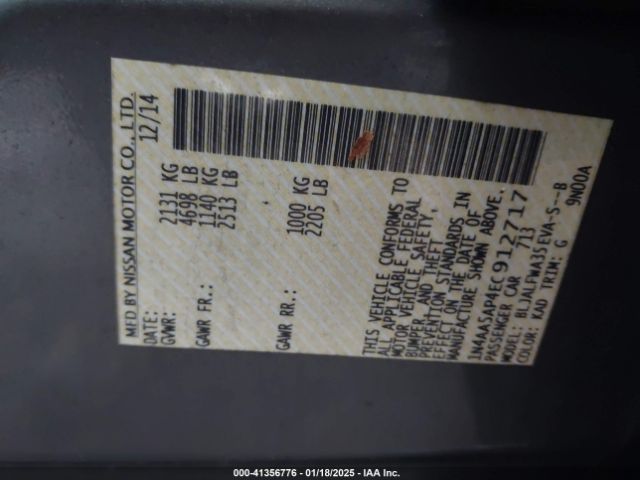 MFD BY NISSAN MOTOR CO., LTD.
DATE: 12/14
GVWR: 2131 KG
4698 LB
GAWR FR.: 1140 KG
2513 LB
GAWR RR.: 1000 KG
2205 LB
THIS VEHICLE CONFORMS TO
ALL APPLICABLE FEDERAL
MOTOR VEHICLE SAFETY,
BUMPER, AND THEFT
PREVENTION STANDARDS IN
EFFECT ON THE DATE OF
MANUFACTURE SHOWN ABOVE.
1N4AA5AP4EC912717
PASSENGER CAR 713
MODEL: BLJALFWA35EVA-S---B
COLOR: KAD TRIM: G 9N00A
000-41356776 - 01/18/2025 - IAA Inc.